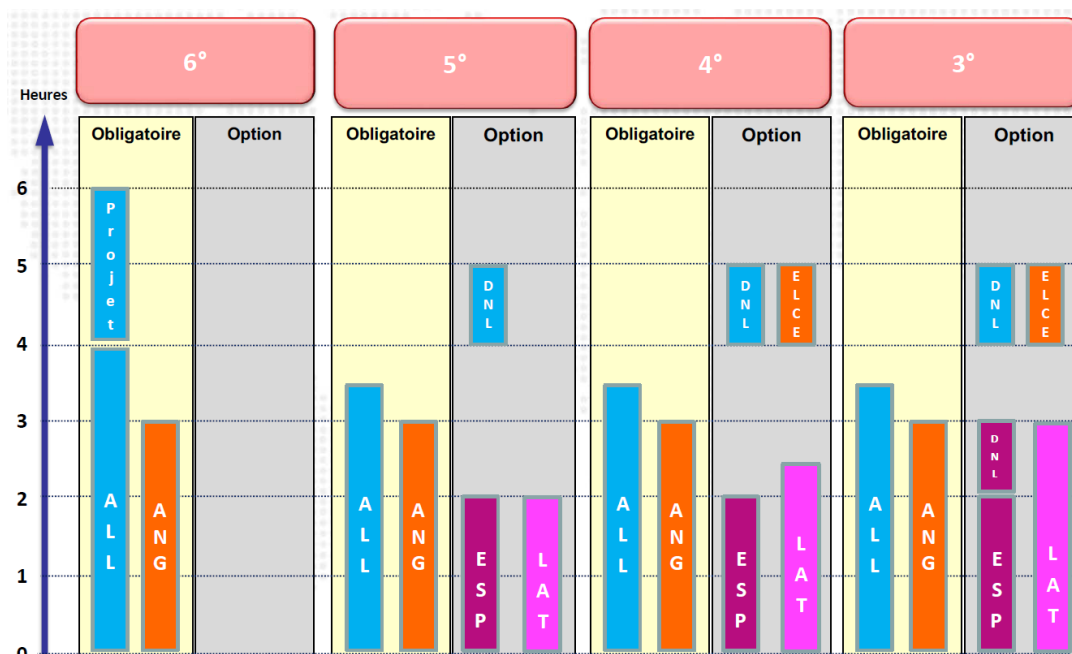 6°
5°
4°
3°
Heures
Obligatoire
Option
Obligatoire
Option
Obligatoire
Option
Obligatoire
Option
6
5
4
3
2
1
0
Projet
ALL
ANG
DNL
ALL
ANG
ESP
LAT
DNL
ELCE
ALL
ANG
ESP
LAT
DNL
ELCE
ALL
ANG
DNL
ESP
LAT